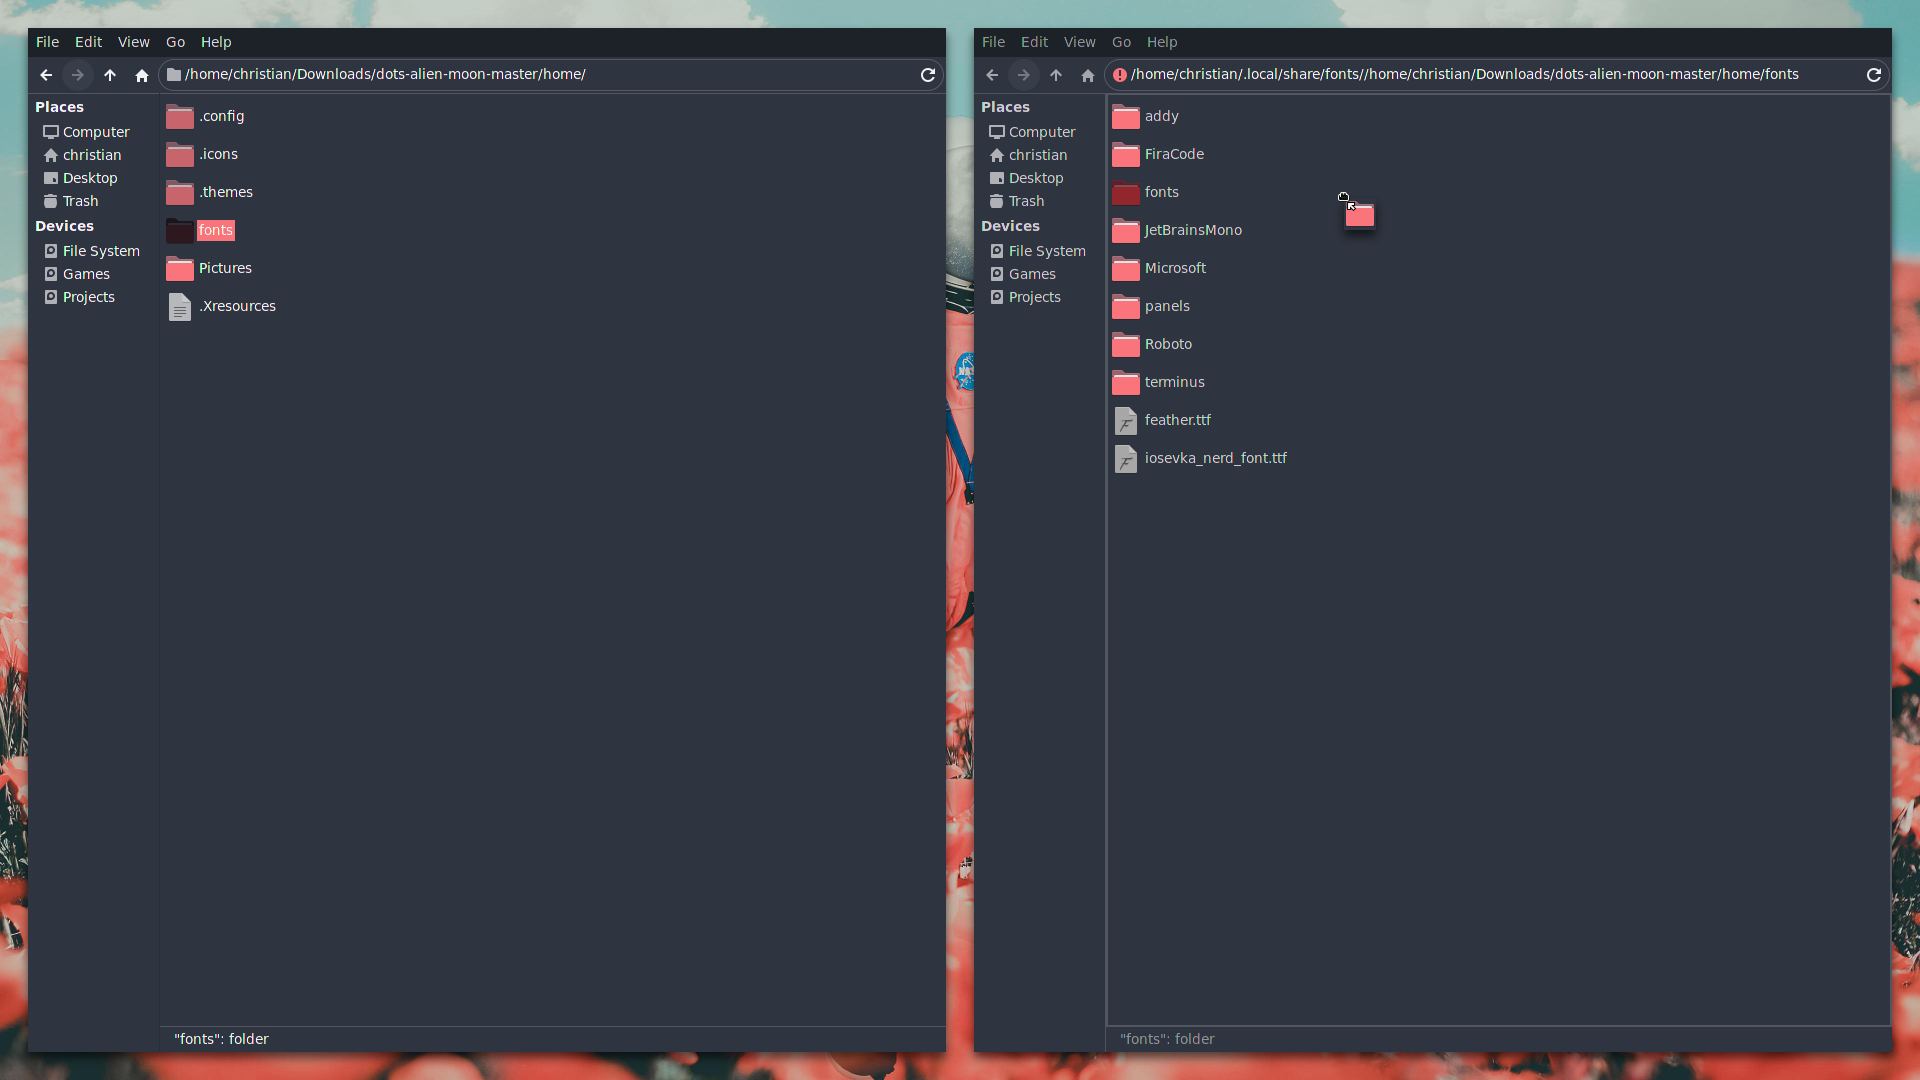 File Edit View Go Help
/home/christian/Downloads/dots-alien-moon-master/home/
Places
Computer
christian
Desktop
Trash
Devices
File System
Games
Projects
.config
.icons
.themes
fonts
Pictures
.Xresources
"fonts": folder
File Edit View Go Help
/home/christian/.local/share/fonts//home/christian/Downloads/dots-alien-moon-master/home/fonts
Places
Computer
christian
Desktop
Trash
Devices
File System
Games
Projects
addy
FiraCode
fonts
JetBrainsMono
Microsoft
panels
Roboto
terminus
feather.ttf
iosevka_nerd_font.ttf
"fonts": folder